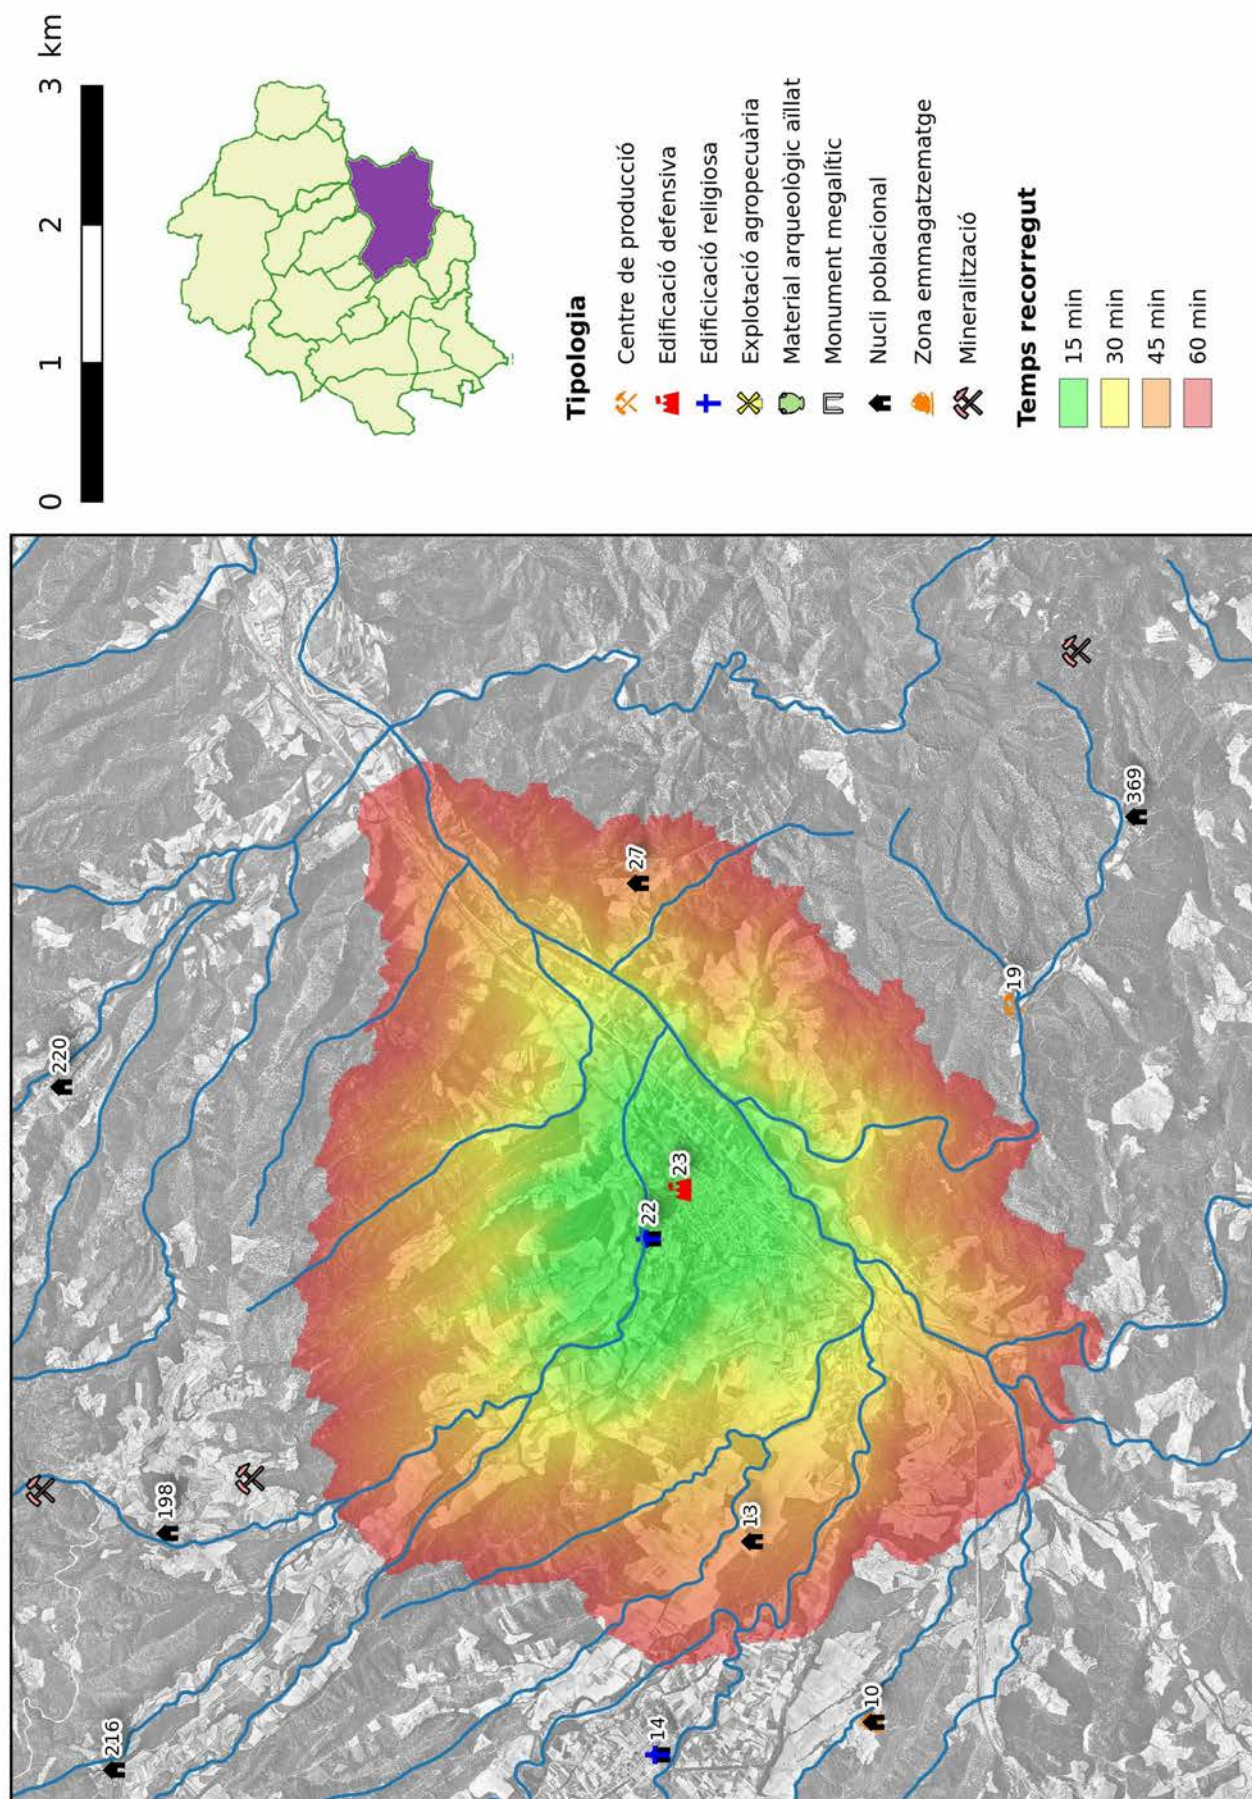 0 1 2 3 km
Tipologia
Centre de producció
Edificació defensiva
Edificicació religiosa
Explotació agropecuària
Material arqueològic aïllat
Monument megalític
Nucli poblacional
Zona emmagatzematge
Mineralització
Temps recorregut
15 min
30 min
45 min
60 min
216
198
220
14
22
23
27
13
10
19
369